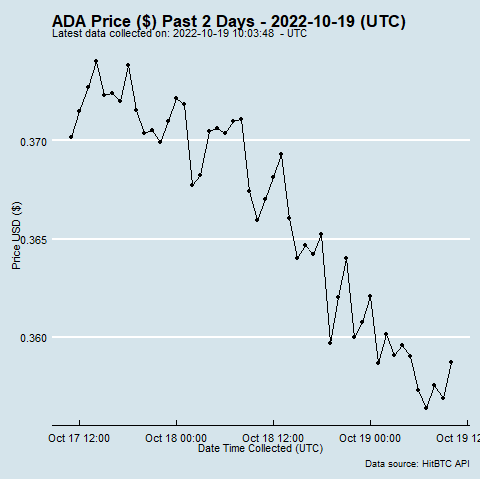 ADA Price ($) Past 2 Days - 2022-10-19 (UTC)
Latest data collected on: 2022-10-19 10:03:48 - UTC
Price USD ($)
0.370
0.365
0.360
Oct 17 12:00 Oct 18 00:00 Oct 18 12:00 Oct 19 00:00 Oct 19 12
Date Time Collected (UTC)
Data source: HitBTC API